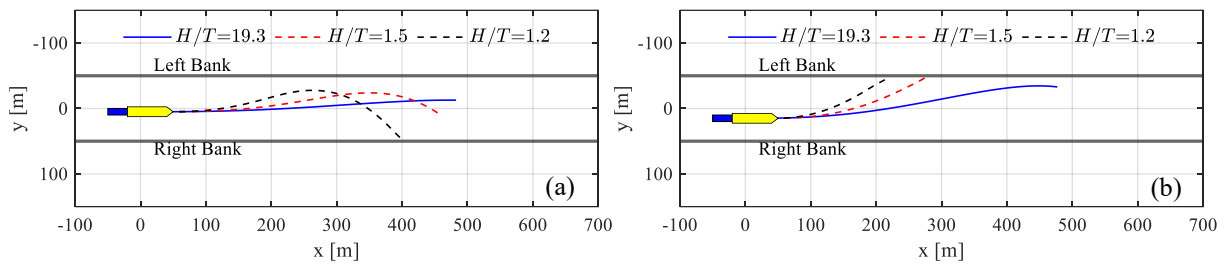 H/T=19.3 H/T=1.5 H/T=1.2
-100
Left Bank
0
Right Bank
100
y [m]
(a)
-100 0 100 200 300 400 500 600 700
x [m]
H/T=19.3 H/T=1.5 H/T=1.2
-100
Left Bank
0
Right Bank
100
y [m]
(b)
-100 0 100 200 300 400 500 600 700
x [m]